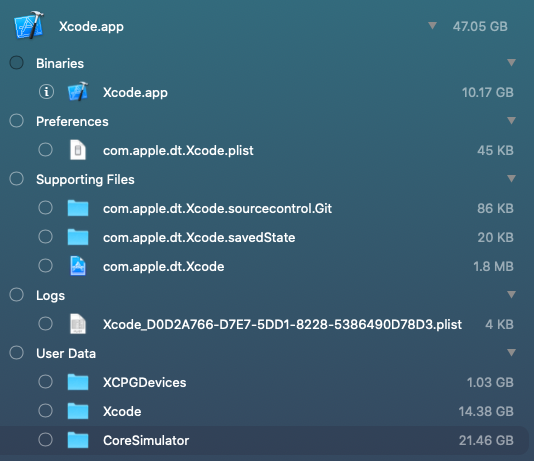 Xcode.app 47.05 GB
Binaries
Xcode.app 10.17 GB
Preferences
com.apple.dt.Xcode.plist 45 KB
Supporting Files
com.apple.dt.Xcode.sourcecontrol.Git 86 KB
com.apple.dt.Xcode.savedState 20 KB
com.apple.dt.Xcode 1.8 MB
Logs
Xcode_D0D2A766-D7E7-5DD1-8228-5386490D78D3.plist 4 KB
User Data
XCPGDevices 1.03 GB
Xcode 14.38 GB
CoreSimulator 21.46 GB